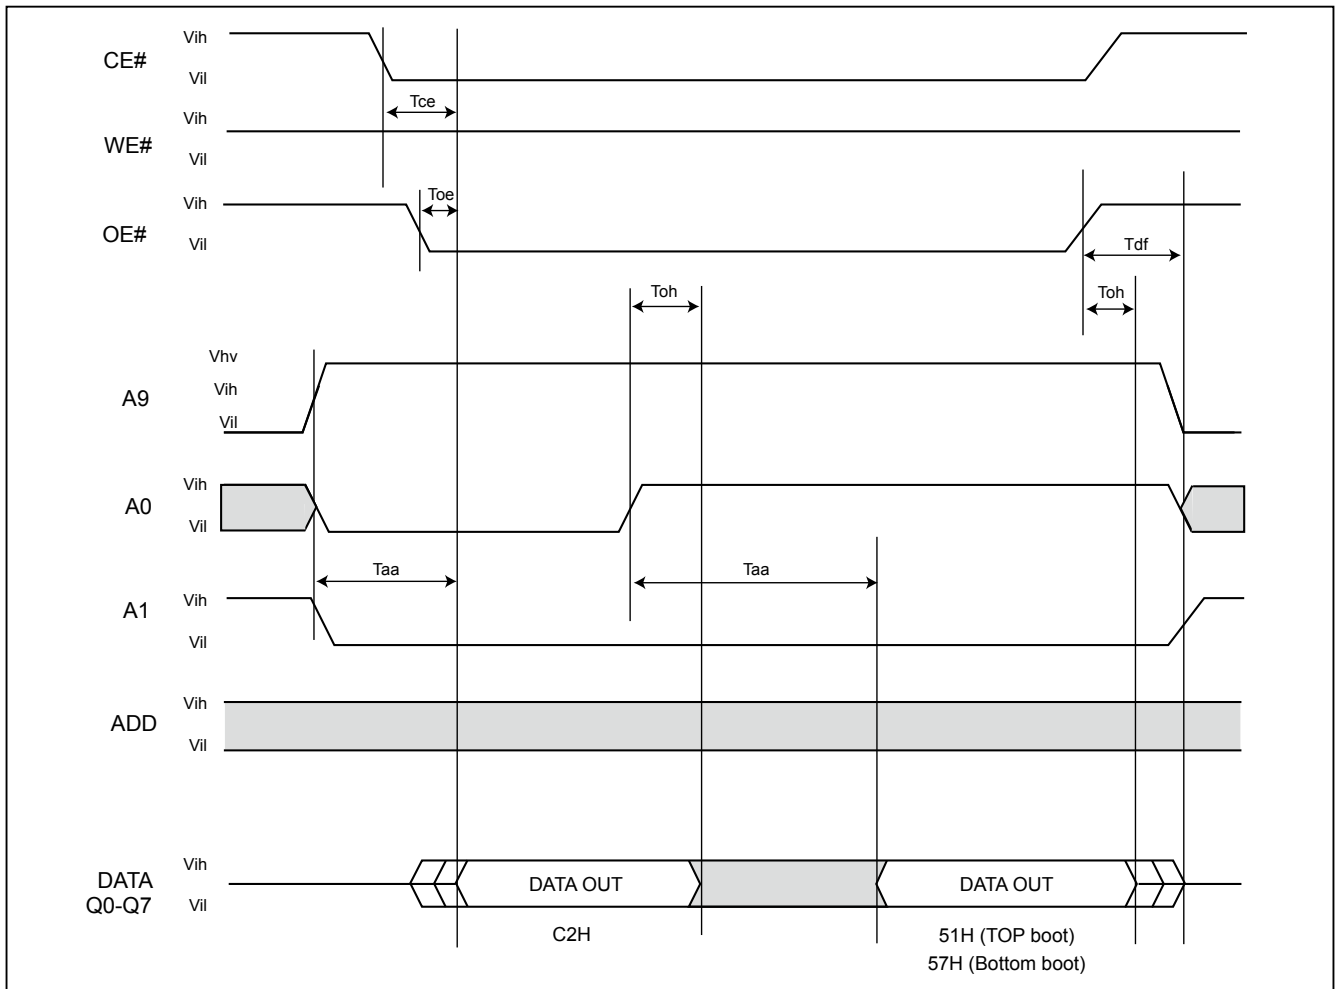 Vih
CE#
Vil
Tce
Vih
WE#
Vil
Toe
Vih
OE#
Vil
Tdf
Toh
Toh
Vhv
Vih
A9
Vil
Vih
A0
Vil
Taa
Taa
Vih
A1
Vil
Vih
ADD
Vil
Vih
DATA
Q0-Q7
Vil
DATA OUT
DATA OUT
C2H
51H (TOP boot)
57H (Bottom boot)